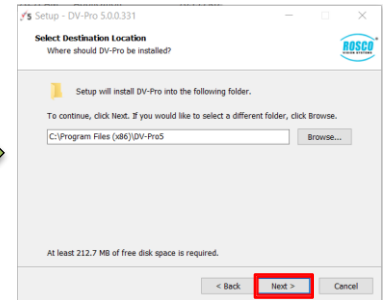 Setup - DV-Pro 5.0.0.331
Select Destination Location
Where should DV-Pro be installed?
ROSCO
VISION SYSTEMS
Setup will install DV-Pro into the following folder.
To continue, click Next. If you would like to select a different folder, click Browse.
C:\Program Files (x86)\DV-Pro5
Browse...
At least 212.7 MB of free disk space is required.
< Back
Next >
Cancel